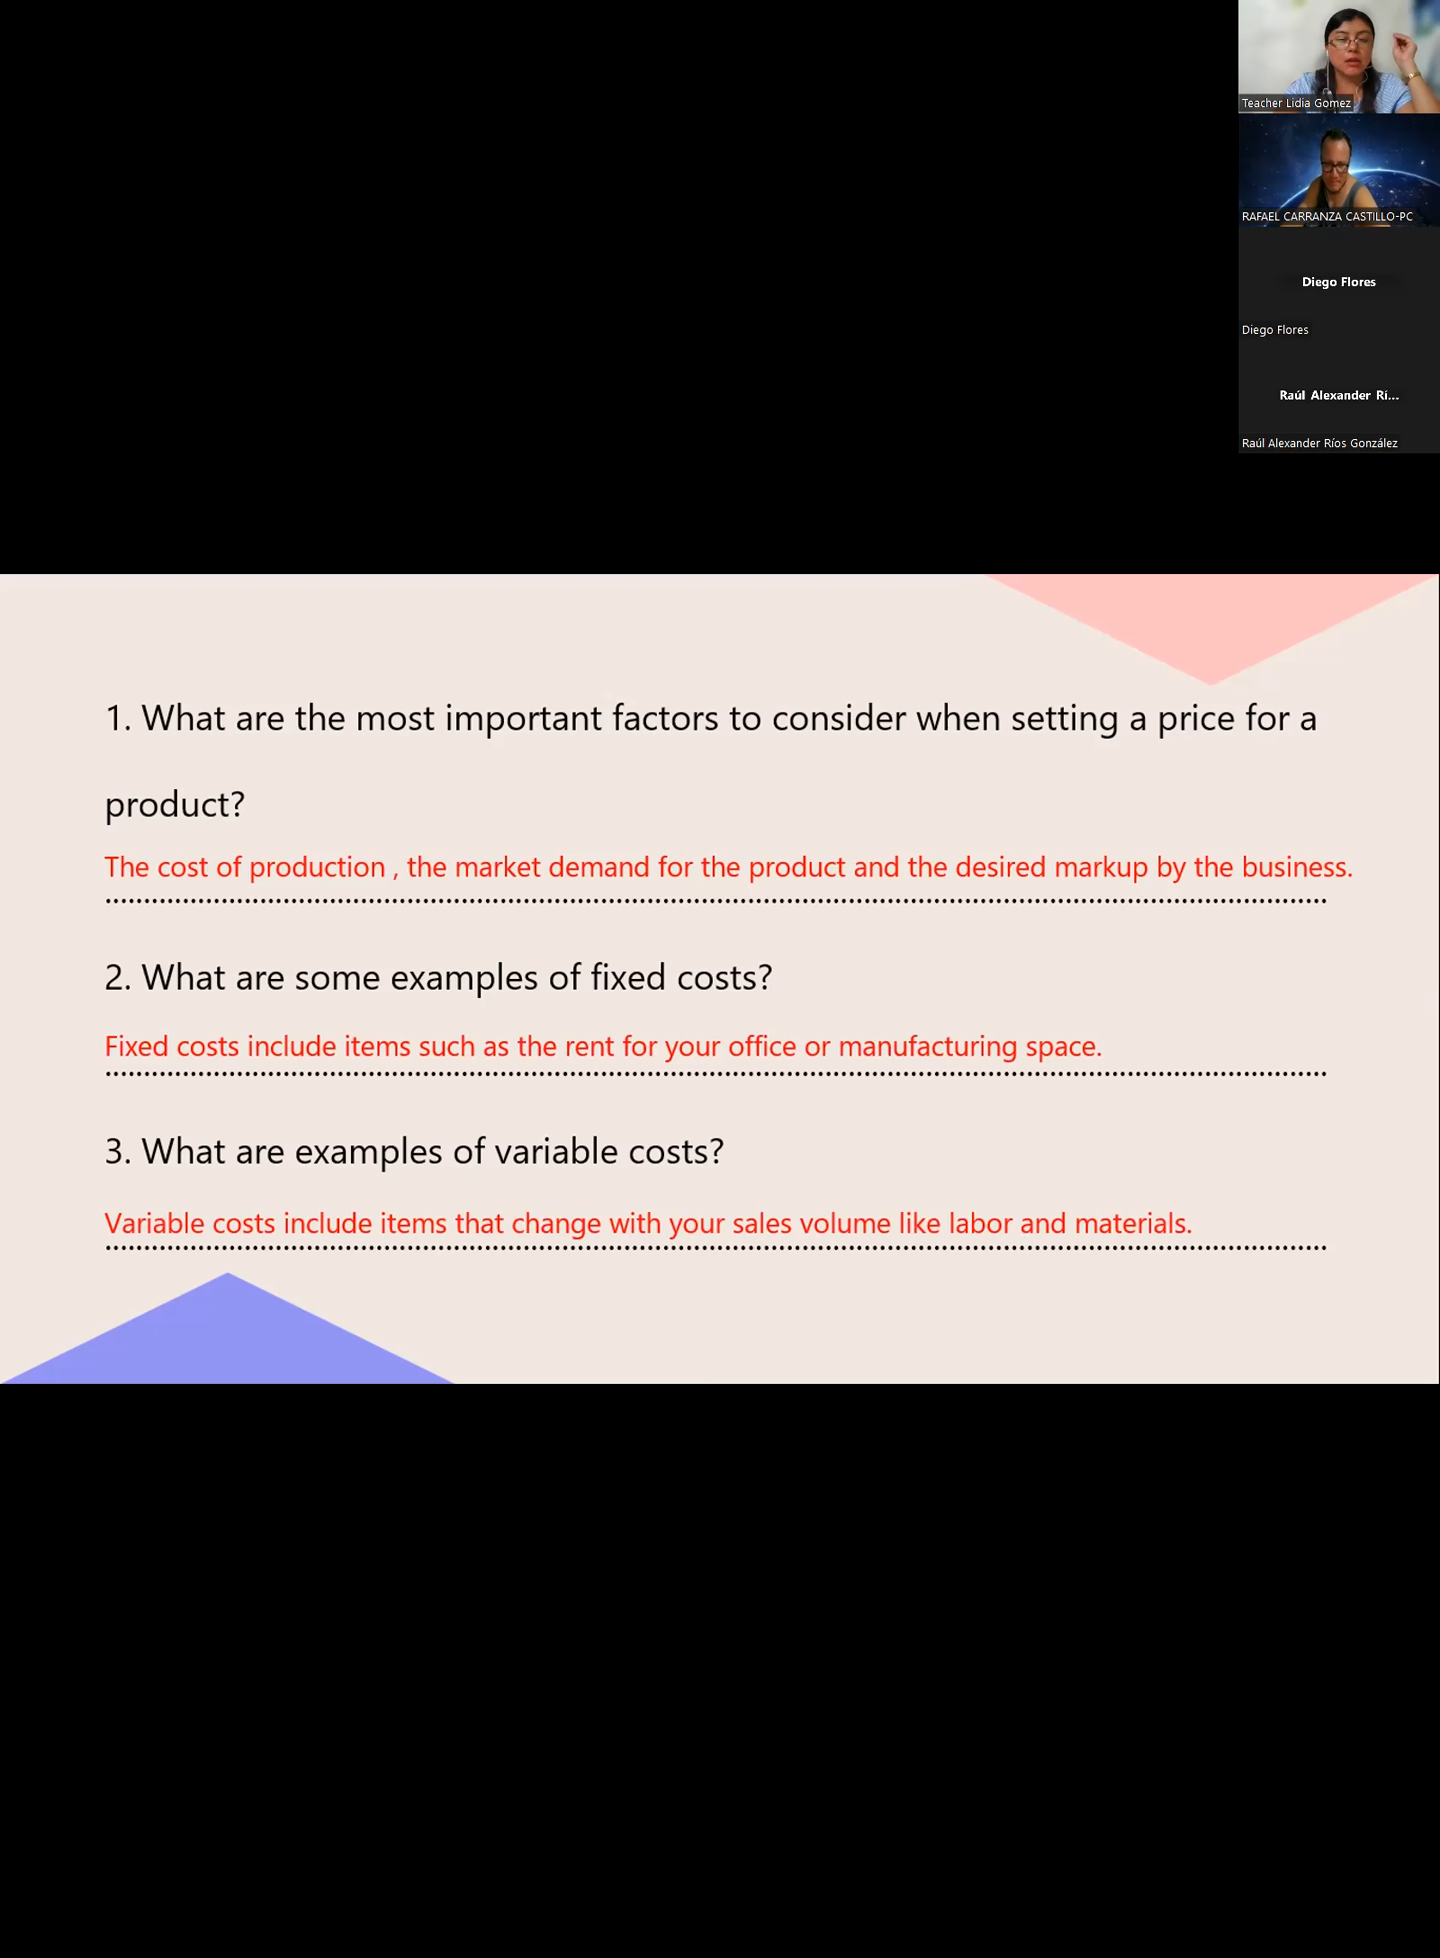 Teacher Lidia Gomez
RAFAEL CARRANZA CASTILLO-PC
Diego Flores
Diego Flores
Raúl Alexander Rí...
Raúl Alexander Ríos González
1. What are the most important factors to consider when setting a price for a
product?
The cost of production , the market demand for the product and the desired markup by the business.
2. What are some examples of fixed costs?
Fixed costs include items such as the rent for your office or manufacturing space.
3. What are examples of variable costs?
Variable costs include items that change with your sales volume like labor and materials.